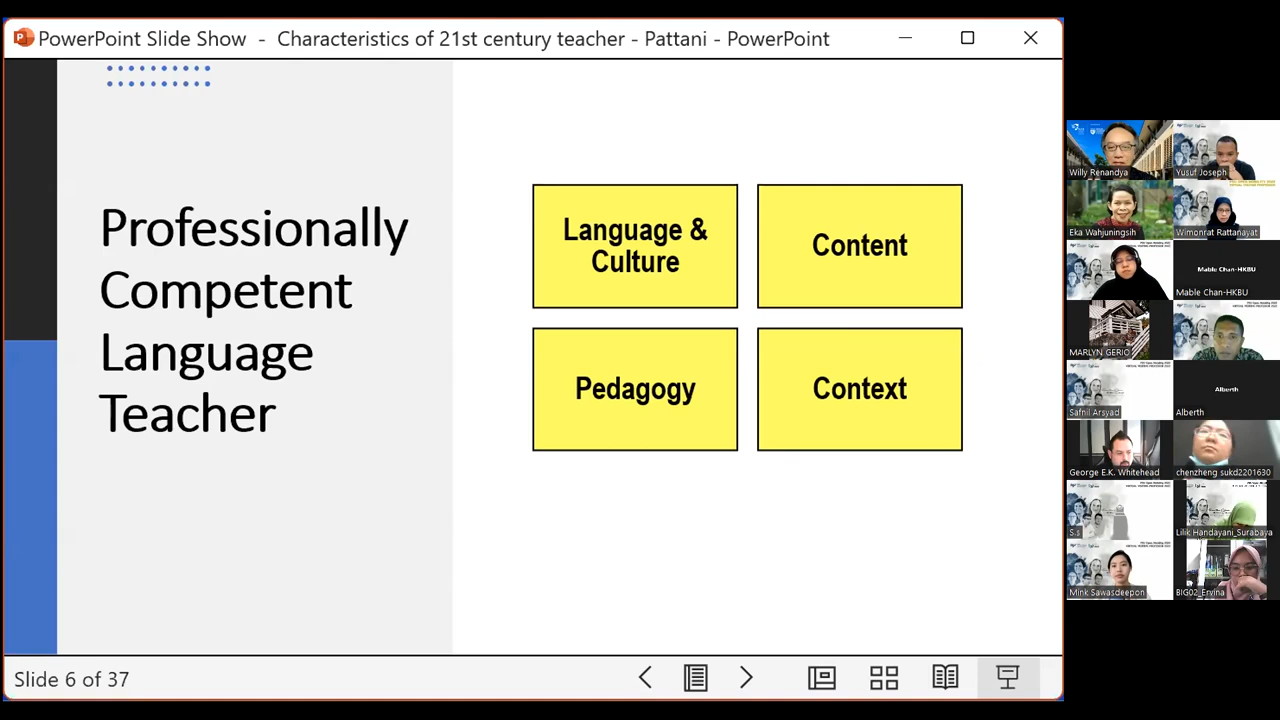 PowerPoint Slide Show - Characteristics of 21st century teacher - Pattani - PowerPoint
Professionally
Competent
Language
Teacher
Language &
Culture
Content
Pedagogy
Context
Slide 6 of 37
Willy Renandya
Yusuf Joseph
Eka Wahjuningsih
Wimonrat Rattanayat
Mable Chan-HKBU
Mable Chan-HKBU
MARLYN GERIO
Safnil Arsyad
Alberth
Alberth
George E.K. Whitehead
chenzheng sukd2201630
S.s
Lilik Handayani_Surabaya
Mink Sawasdeepon
BIG02_Ervina